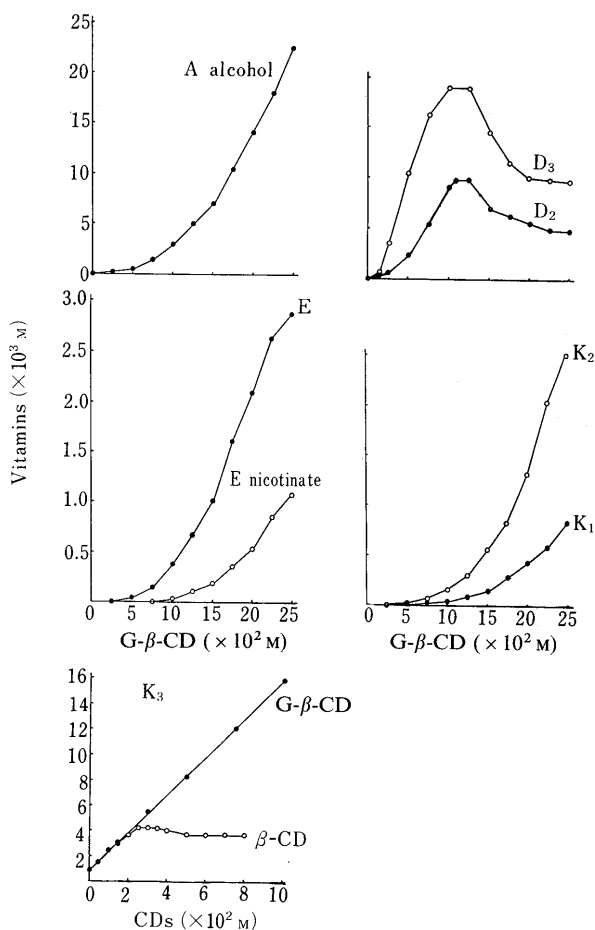 25
20
15
10
5
0
A alcohol
D3
D2
Vitamins (×10³ M)
3.0
2.5
2.0
1.5
1.0
0.5
E
E nicotinate
0 5 10 15 20 25
G-β-CD (×10² M)
K2
K1
0 5 10 15 20 25
G-β-CD (×10² M)
16
14
12
10
8
6
4
2
K3
G-β-CD
β-CD
0 2 4 6 8 10
CDs (×10² M)